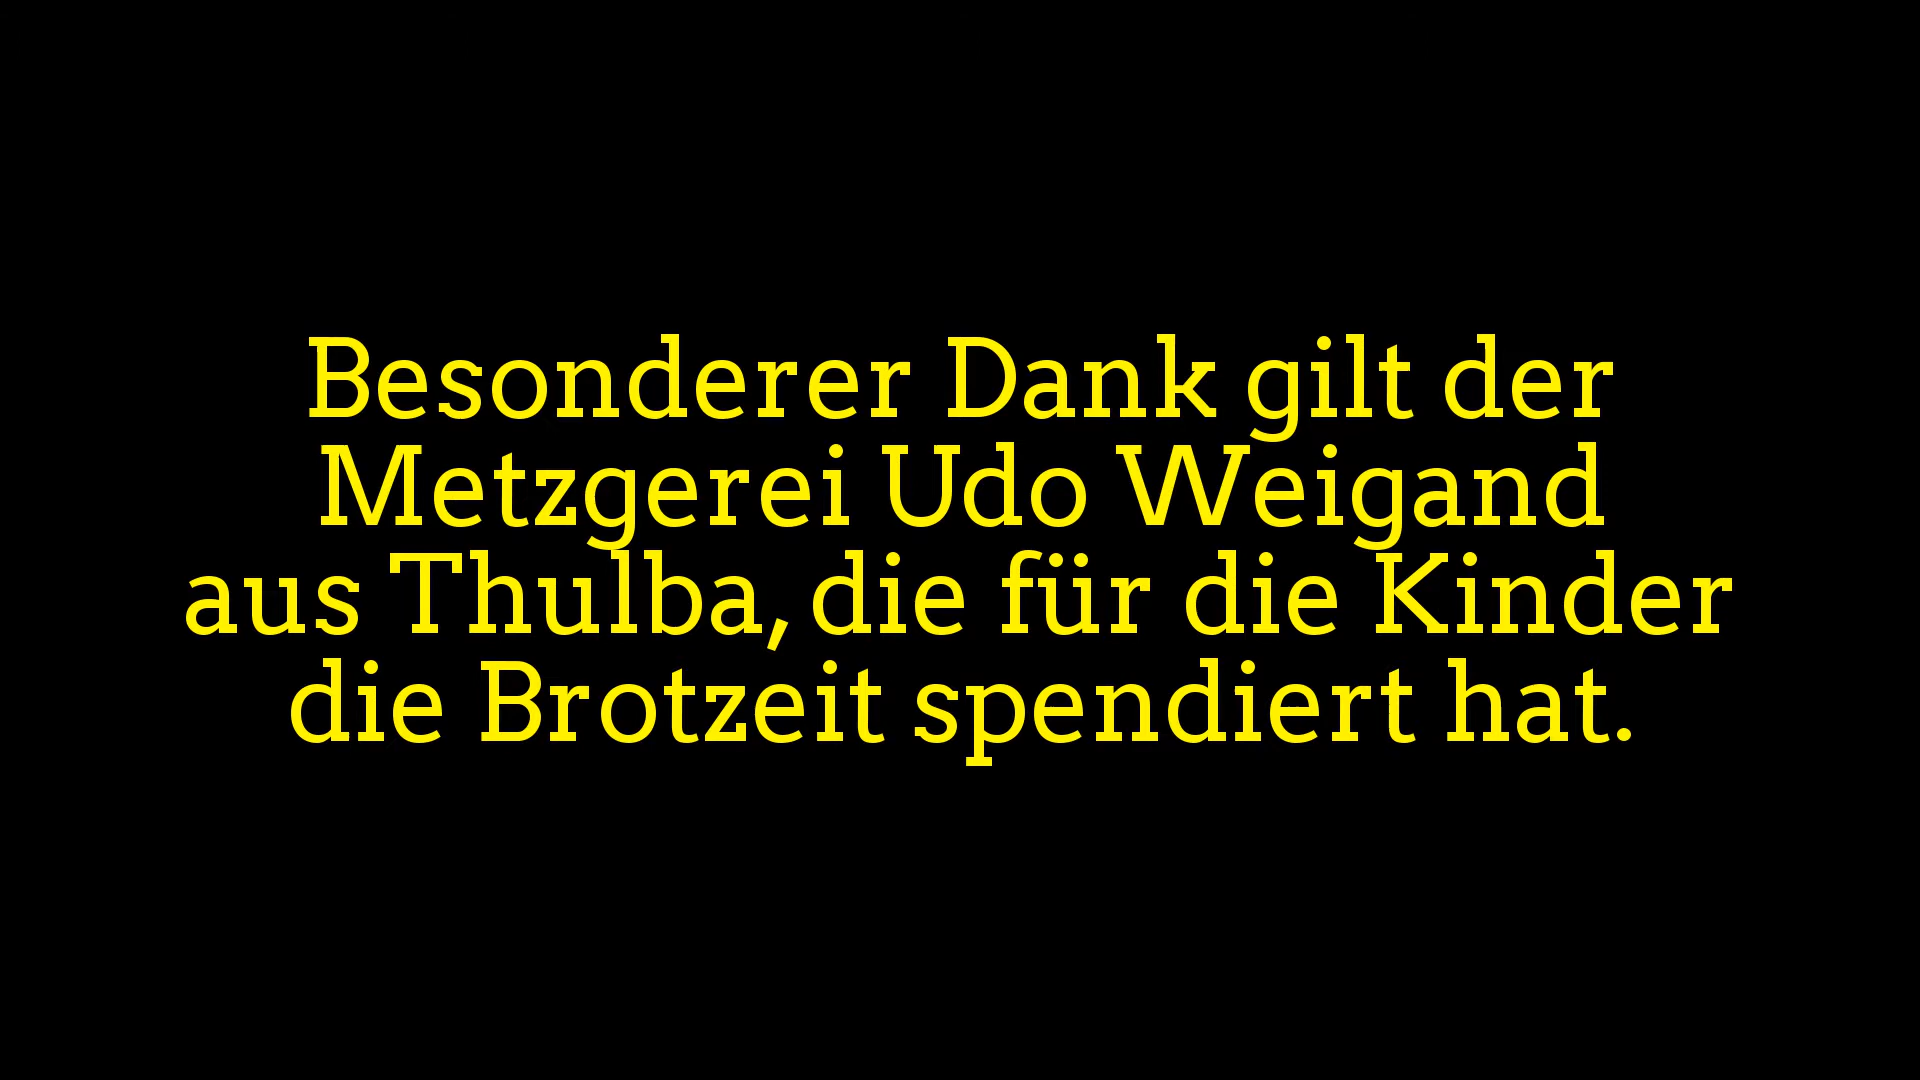 Besonderer Dank gilt der
Metzgerei Udo Weigand
aus Thulba, die für die Kinder
die Brotzeit spendiert hat.